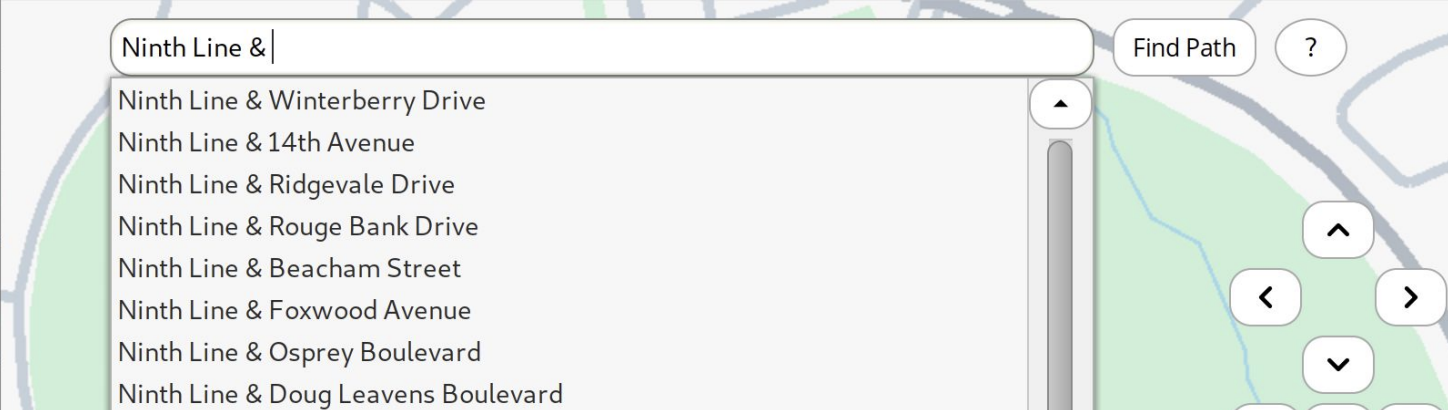 Ninth Line &
Find Path
?
Ninth Line & Winterberry Drive
Ninth Line & 14th Avenue
Ninth Line & Ridgevale Drive
Ninth Line & Rouge Bank Drive
Ninth Line & Beacham Street
Ninth Line & Foxwood Avenue
Ninth Line & Osprey Boulevard
Ninth Line & Doug Leavens Boulevard